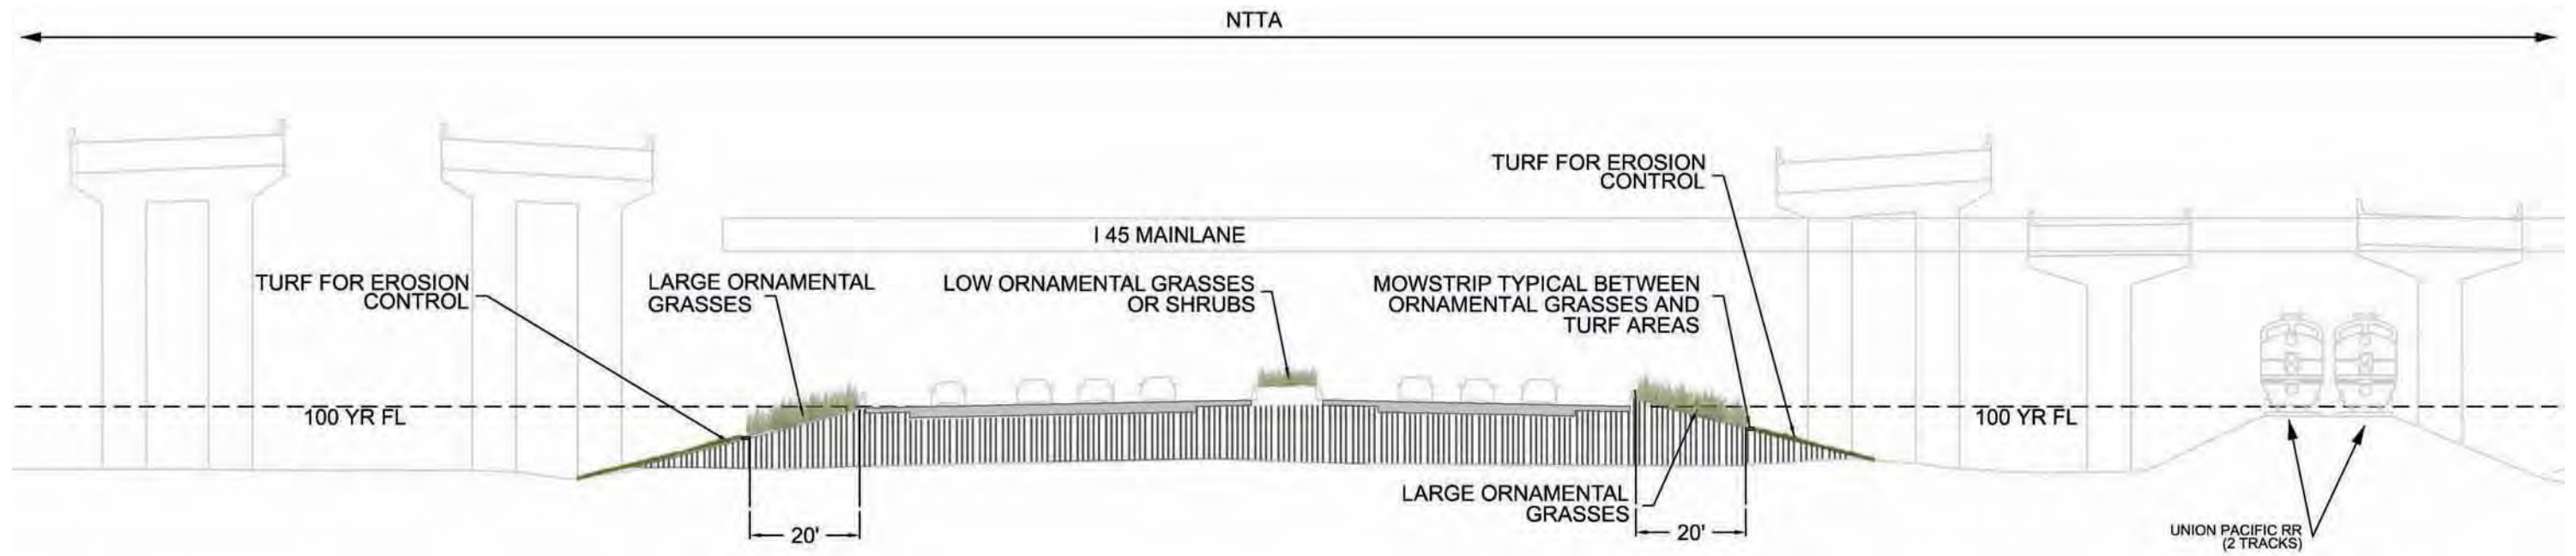 NTTA
TURF FOR EROSION
CONTROL
I 45 MAINLANE
TURF FOR EROSION
CONTROL
LARGE ORNAMENTAL
GRASSES
LOW ORNAMENTAL GRASSES
OR SHRUBS
MOWSTRIP TYPICAL BETWEEN
ORNAMENTAL GRASSES AND
TURF AREAS
100 YR FL
100 YR FL
LARGE ORNAMENTAL
GRASSES
20'
20'
UNION PACIFIC RR
(2 TRACKS)